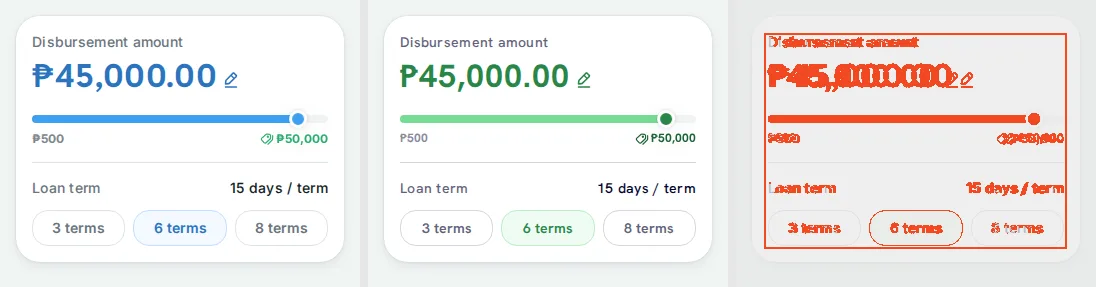 Disbursement amount
₱45,000.00
₱500 ₱50,000
Loan term 15 days / term
3 terms 6 terms 8 terms
Disbursement amount
₱45,000.00
₱500 ₱50,000
Loan term 15 days / term
3 terms 6 terms 8 terms
Loan term 15 days / term
3 terms 6 terms 8 terms